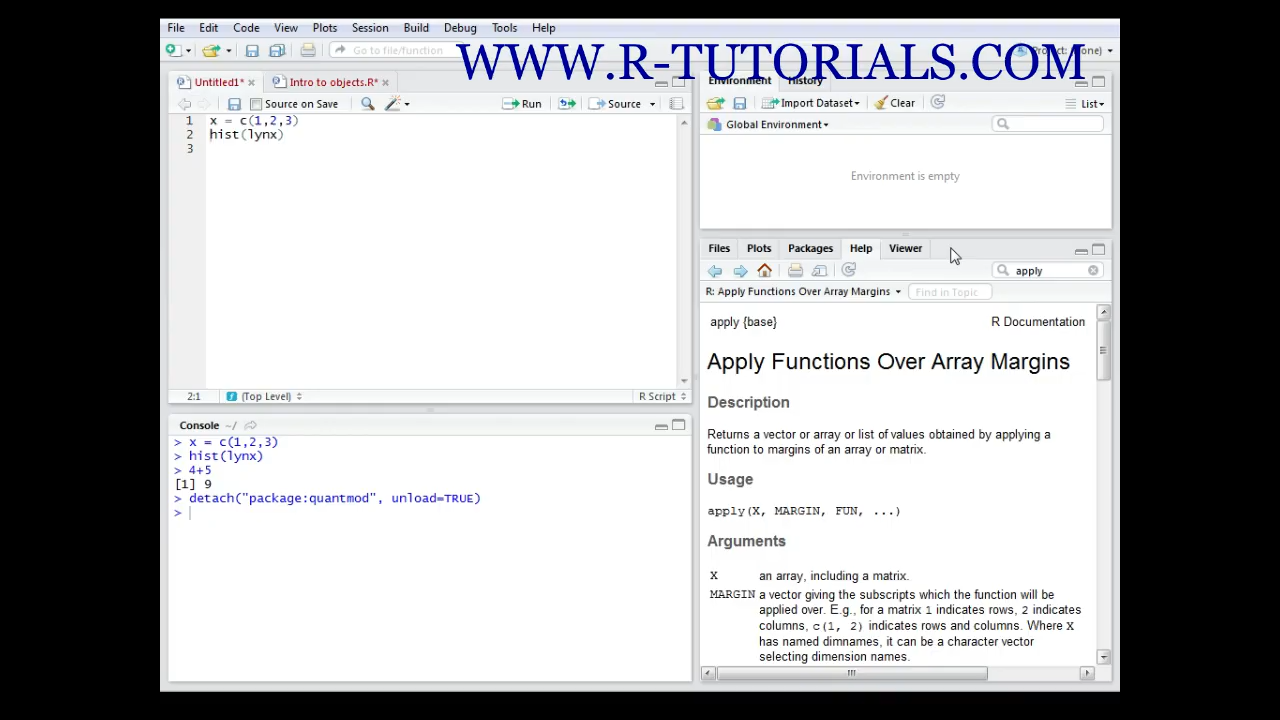 File Edit Code View Plots Session Build Debug Tools Help
Go to file/function
WWW.R-TUTORIALS.COM
Untitled1* × Intro to objects.R* ×
Environment History
Source on Save Run Source
Import Dataset Clear List
Global Environment
1 x = c(1,2,3)
2 hist(lynx)
3
Environment is empty
2:1 (Top Level) R Script
Console ~/
> x = c(1,2,3)
> hist(lynx)
> 4+5
[1] 9
> detach("package:quantmod", unload=TRUE)
>
Files Plots Packages Help Viewer
apply
R: Apply Functions Over Array Margins Find in Topic
apply {base} R Documentation
Apply Functions Over Array Margins
Description
Returns a vector or array or list of values obtained by applying a
function to margins of an array or matrix.
Usage
apply(X, MARGIN, FUN, ...)
Arguments
X an array, including a matrix.
MARGIN a vector giving the subscripts which the function will be
applied over. E.g., for a matrix 1 indicates rows, 2 indicates
columns, c(1, 2) indicates rows and columns. Where X
has named dimnames, it can be a character vector
selecting dimension names.